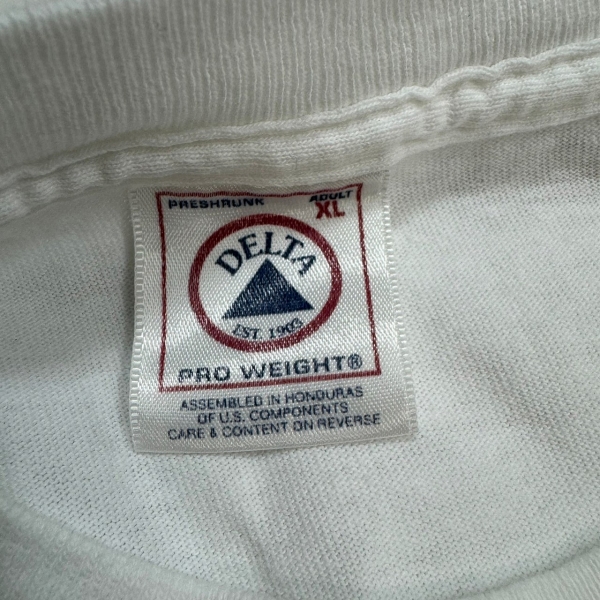 PRESHRUNK
ADULT
XL
DELTA
EST. 1903
PRO WEIGHT®
ASSEMBLED IN HONDURAS
OF U.S. COMPONENTS
CARE & CONTENT ON REVERSE